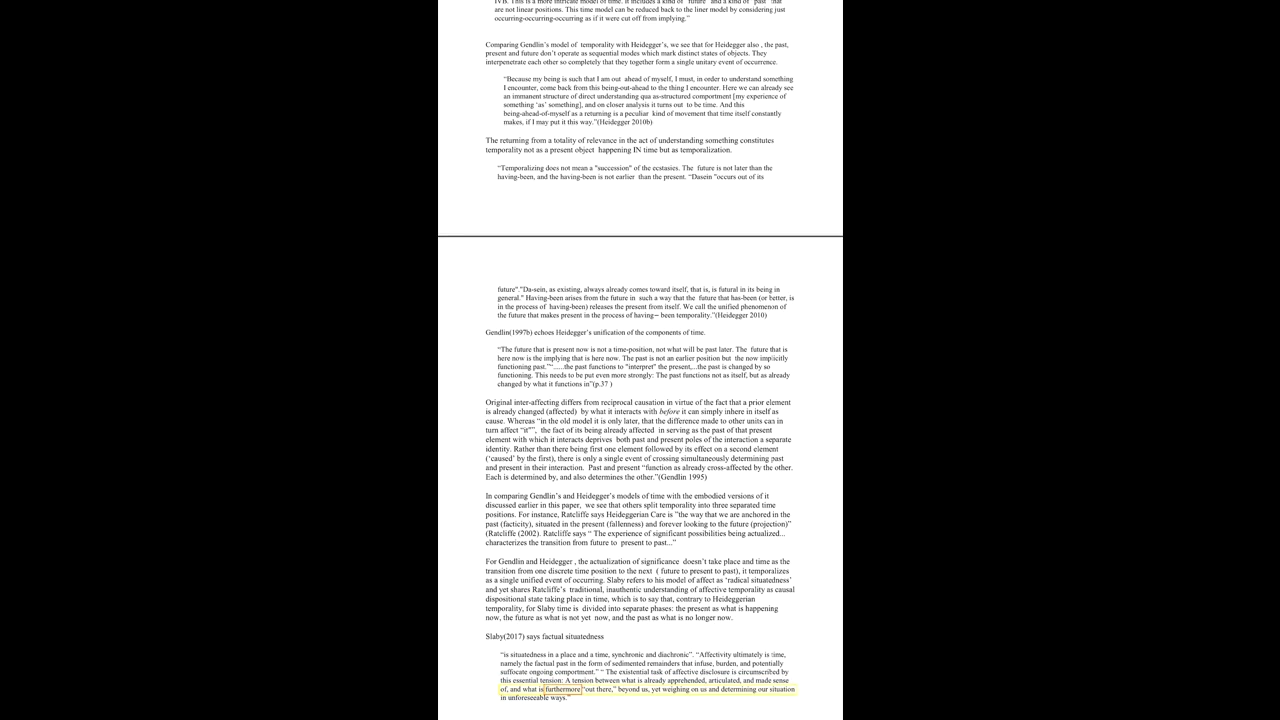 IVB. This is a more intricate model of time. It includes a kind of "future" and a kind of "past" that
are not linear positions. This time model can be reduced back to the liner model by considering just
occurring-occurring-occurring as if it were cut off from implying."
Comparing Gendlin's model of temporality with Heidegger's, we see that for Heidegger also , the past,
present and future don't operate as sequential modes which mark distinct states of objects. They
interpenetrate each other so completely that they together form a single unitary event of occurrence.
“Because my being is such that I am out ahead of myself, I must, in order to understand something
I encounter, come back from this being-out-ahead to the thing I encounter. Here we can already see
an immanent structure of direct understanding qua as-structured comportment [my experience of
something ‘as’ something], and on closer analysis it turns out to be time. And this
being-ahead-of-myself as a returning is a peculiar kind of movement that time itself constantly
makes, if I may put it this way.”(Heidegger 2010b)
The returning from a totality of relevance in the act of understanding something constitutes
temporality not as a present object happening IN time but as temporalization.
“Temporalizing does not mean a "succession" of the ecstasies. The future is not later than the
having-been, and the having-been is not earlier than the present. “Dasein "occurs out of its
future"."Da-sein, as existing, always already comes toward itself, that is, is futural in its being in
general." Having-been arises from the future in such a way that the future that has-been (or better, is
in the process of having-been) releases the present from itself. We call the unified phenomenon of
the future that makes present in the process of having− been temporality.”(Heidegger 2010)
Gendlin(1997b) echoes Heidegger’s unification of the components of time.
“The future that is present now is not a time-position, not what will be past later. The future that is
here now is the implying that is here now. The past is not an earlier position but the now implicitly
functioning past.”“......the past functions to "interpret" the present,...the past is changed by so
functioning. This needs to be put even more strongly: The past functions not as itself, but as already
changed by what it functions in”(p.37 )
Original inter-affecting differs from reciprocal causation in virtue of the fact that a prior element
is already changed (affected) by what it interacts with before it can simply inhere in itself as
cause. Whereas “in the old model it is only later, that the difference made to other units can in
turn affect “it””, the fact of its being already affected in serving as the past of that present
element with which it interacts deprives both past and present poles of the interaction a separate
identity. Rather than there being first one element followed by its effect on a second element
(‘caused’ by the first), there is only a single event of crossing simultaneously determining past
and present in their interaction. Past and present “function as already cross-affected by the other.
Each is determined by, and also determines the other.”(Gendlin 1995)
In comparing Gendlin’s and Heidegger’s models of time with the embodied versions of it
discussed earlier in this paper, we see that others split temporality into three separated time
positions. For instance, Ratcliffe says Heideggerian Care is ”the way that we are anchored in the
past (facticity), situated in the present (fallenness) and forever looking to the future (projection)”
(Ratcliffe (2002). Ratcliffe says “ The experience of significant possibilities being actualized...
characterizes the transition from future to present to past...”
For Gendlin and Heidegger , the actualization of significance doesn’t take place and time as the
transition from one discrete time position to the next ( future to present to past), it temporalizes
as a single unified event of occurring. Slaby refers to his model of affect as ‘radical situatedness’
and yet shares Ratcliffe’s traditional, inauthentic understanding of affective temporality as causal
dispositional state taking place in time, which is to say that, contrary to Heideggerian
temporality, for Slaby time is divided into separate phases: the present as what is happening
now, the future as what is not yet now, and the past as what is no longer now.
Slaby(2017) says factual situatedness
“is situatedness in a place and a time, synchronic and diachronic”. “Affectivity ultimately is time,
namely the factual past in the form of sedimented remainders that infuse, burden, and potentially
suffocate ongoing comportment.” “ The existential task of affective disclosure is circumscribed by
this essential tension: A tension between what is already apprehended, articulated, and made sense
of, and what is furthermore “out there,” beyond us, yet weighing on us and determining our situation
in unforeseeable ways.”